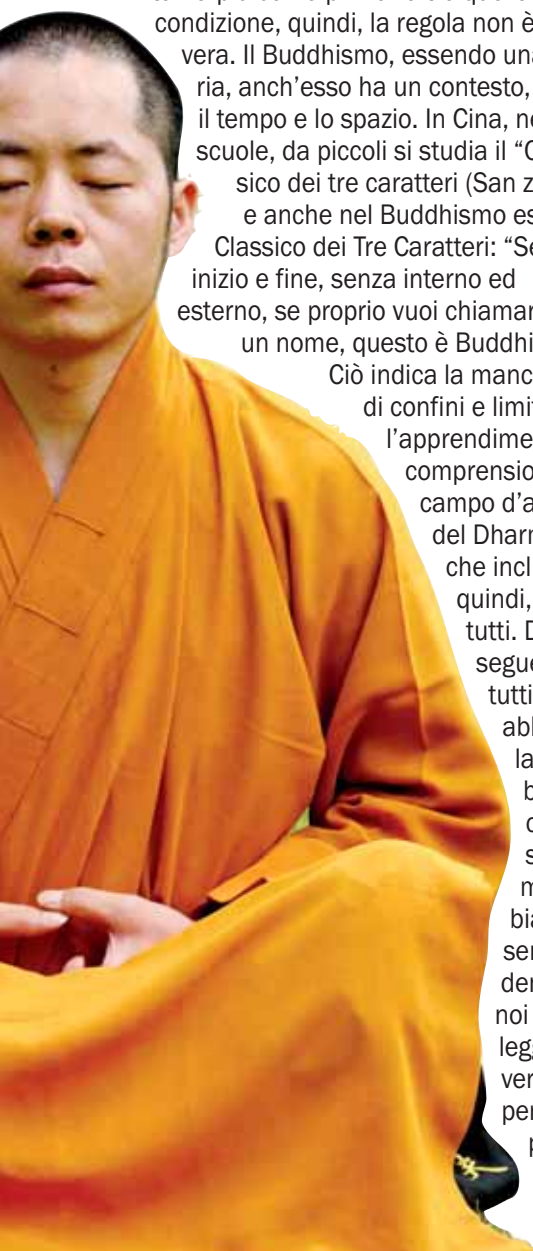 condizione, quindi, la regola non è
vera. Il Buddhismo, essendo una
ria, anch’esso ha un contesto,
il tempo e lo spazio. In Cina, ne
scuole, da piccoli si studia il “C
sico dei tre caratteri (San z
e anche nel Buddhismo es
Classico dei Tre Caratteri: “Se
inizio e fine, senza interno ed
esterno, se proprio vuoi chiamar
un nome, questo è Buddhi
Ciò indica la manc
di confini e limit
l’apprendime
comprensio
campo d’a
del Dharm
che incl
quindi,
tutti. D
segue
tutti
abb
la
b
c
s
m
bia
ser
der
noi
legg
ver
per
p